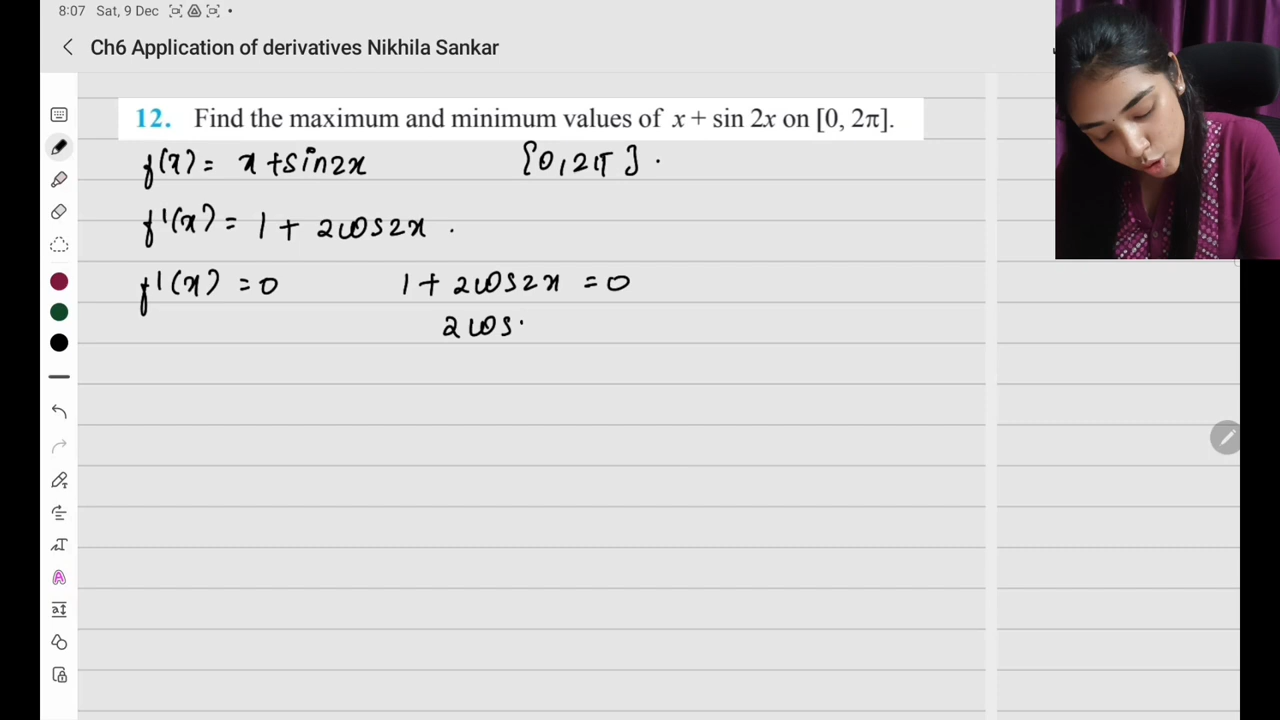 8:07 Sat, 9 Dec
Ch6 Application of derivatives Nikhila Sankar
12. Find the maximum and minimum values of x + sin 2x on [0, 2π].
f(x) = x + sin2x [0, 2π].
f'(x) = 1 + 2cos2x.
f'(x) = 0 1 + 2cos2x = 0
2cos